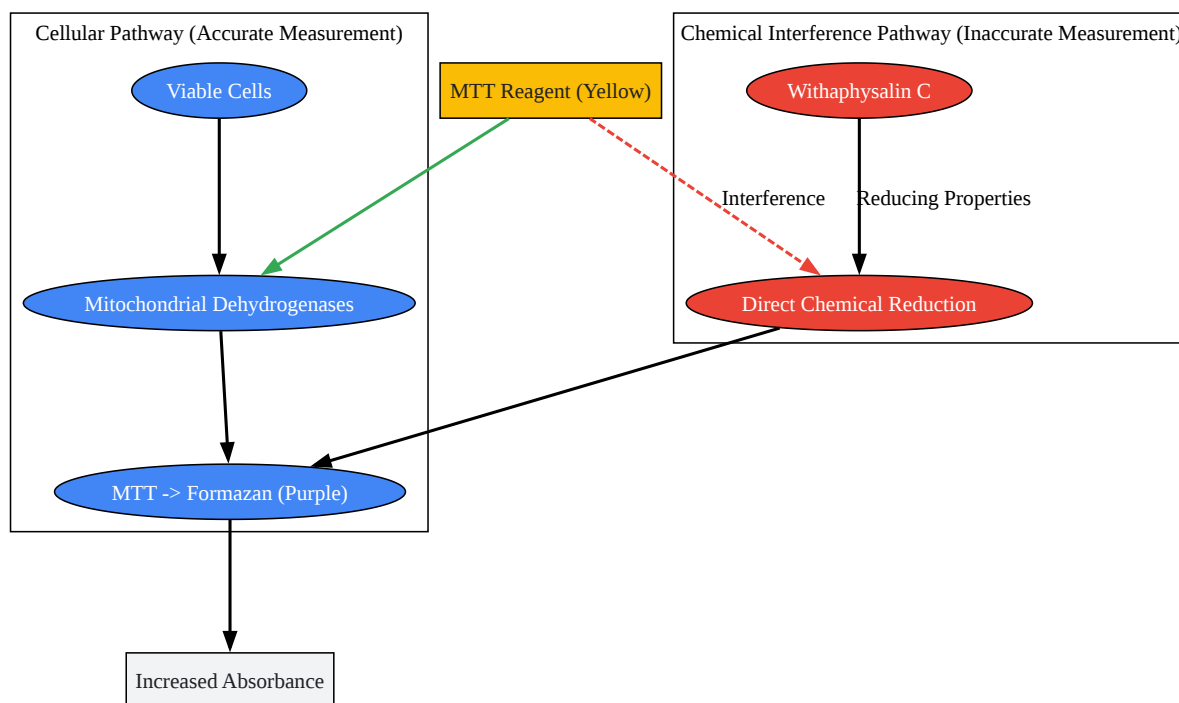 Cellular Pathway (Accurate Measurement)
Chemical Interference Pathway (Inaccurate Measurement)
Viable Cells
MTT Reagent (Yellow)
Withaphysalin C
Interference
Reducing Properties
Mitochondrial Dehydrogenases
Direct Chemical Reduction
MTT -> Formazan (Purple)
Increased Absorbance